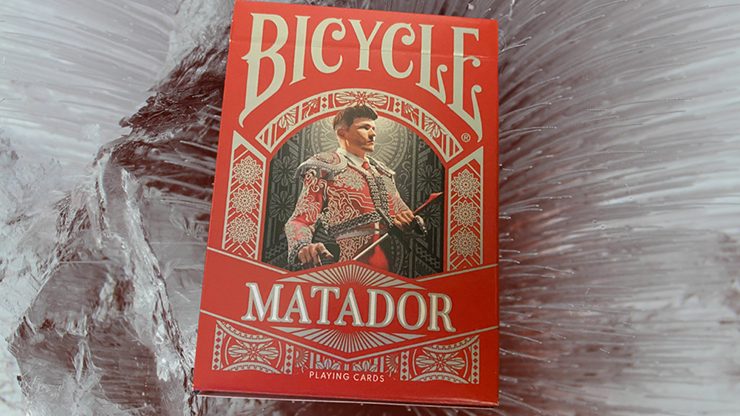 BICYCLE
®
MATADOR
PLAYING CARDS